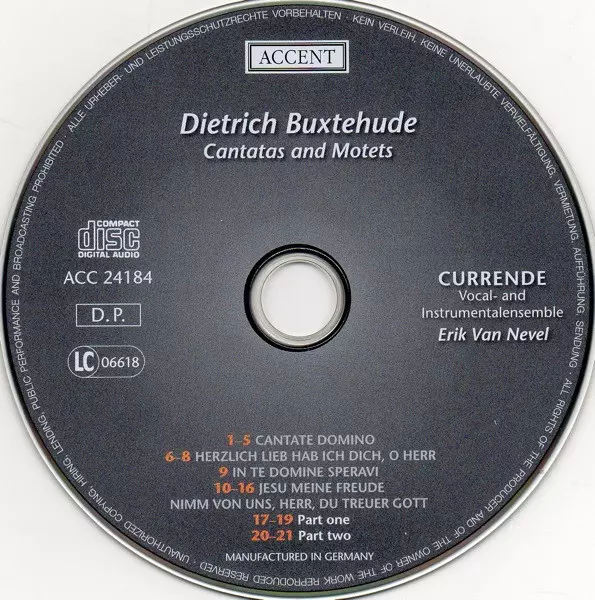 ACCENT
Dietrich Buxtehude
Cantatas and Motets
COMPACT
disc
DIGITAL AUDIO
ACC 24184
D.P.
LC 06618
CURRENDE
Vocal- and
Instrumentalensemble
Erik Van Nevel
1–5 CANTATE DOMINO
6–8 HERZLICH LIEB HAB ICH DICH, O HERR
9 IN TE DOMINE SPERAVI
10–16 JESU MEINE FREUDE
NIMM VON UNS, HERR, DU TREUER GOTT
17–19 Part one
20–21 Part two
MANUFACTURED IN GERMANY
· ALLE URHEBER- UND LEISTUNGSSCHUTZRECHTE VORBEHALTEN · KEIN VERLEIH, KEINE UNERLAUBTE VERVIELFÄLTIGUNG, VERMIETUNG, AUFFÜHRUNG, SENDUNG · ALL RIGHTS OF THE PRODUCER AND OF THE OWNER OF THE WORK REPRODUCED RESERVED · UNAUTHORIZED COPYING, HIRING, LENDING, PUBLIC PERFORMANCE AND BROADCASTING PROHIBITED